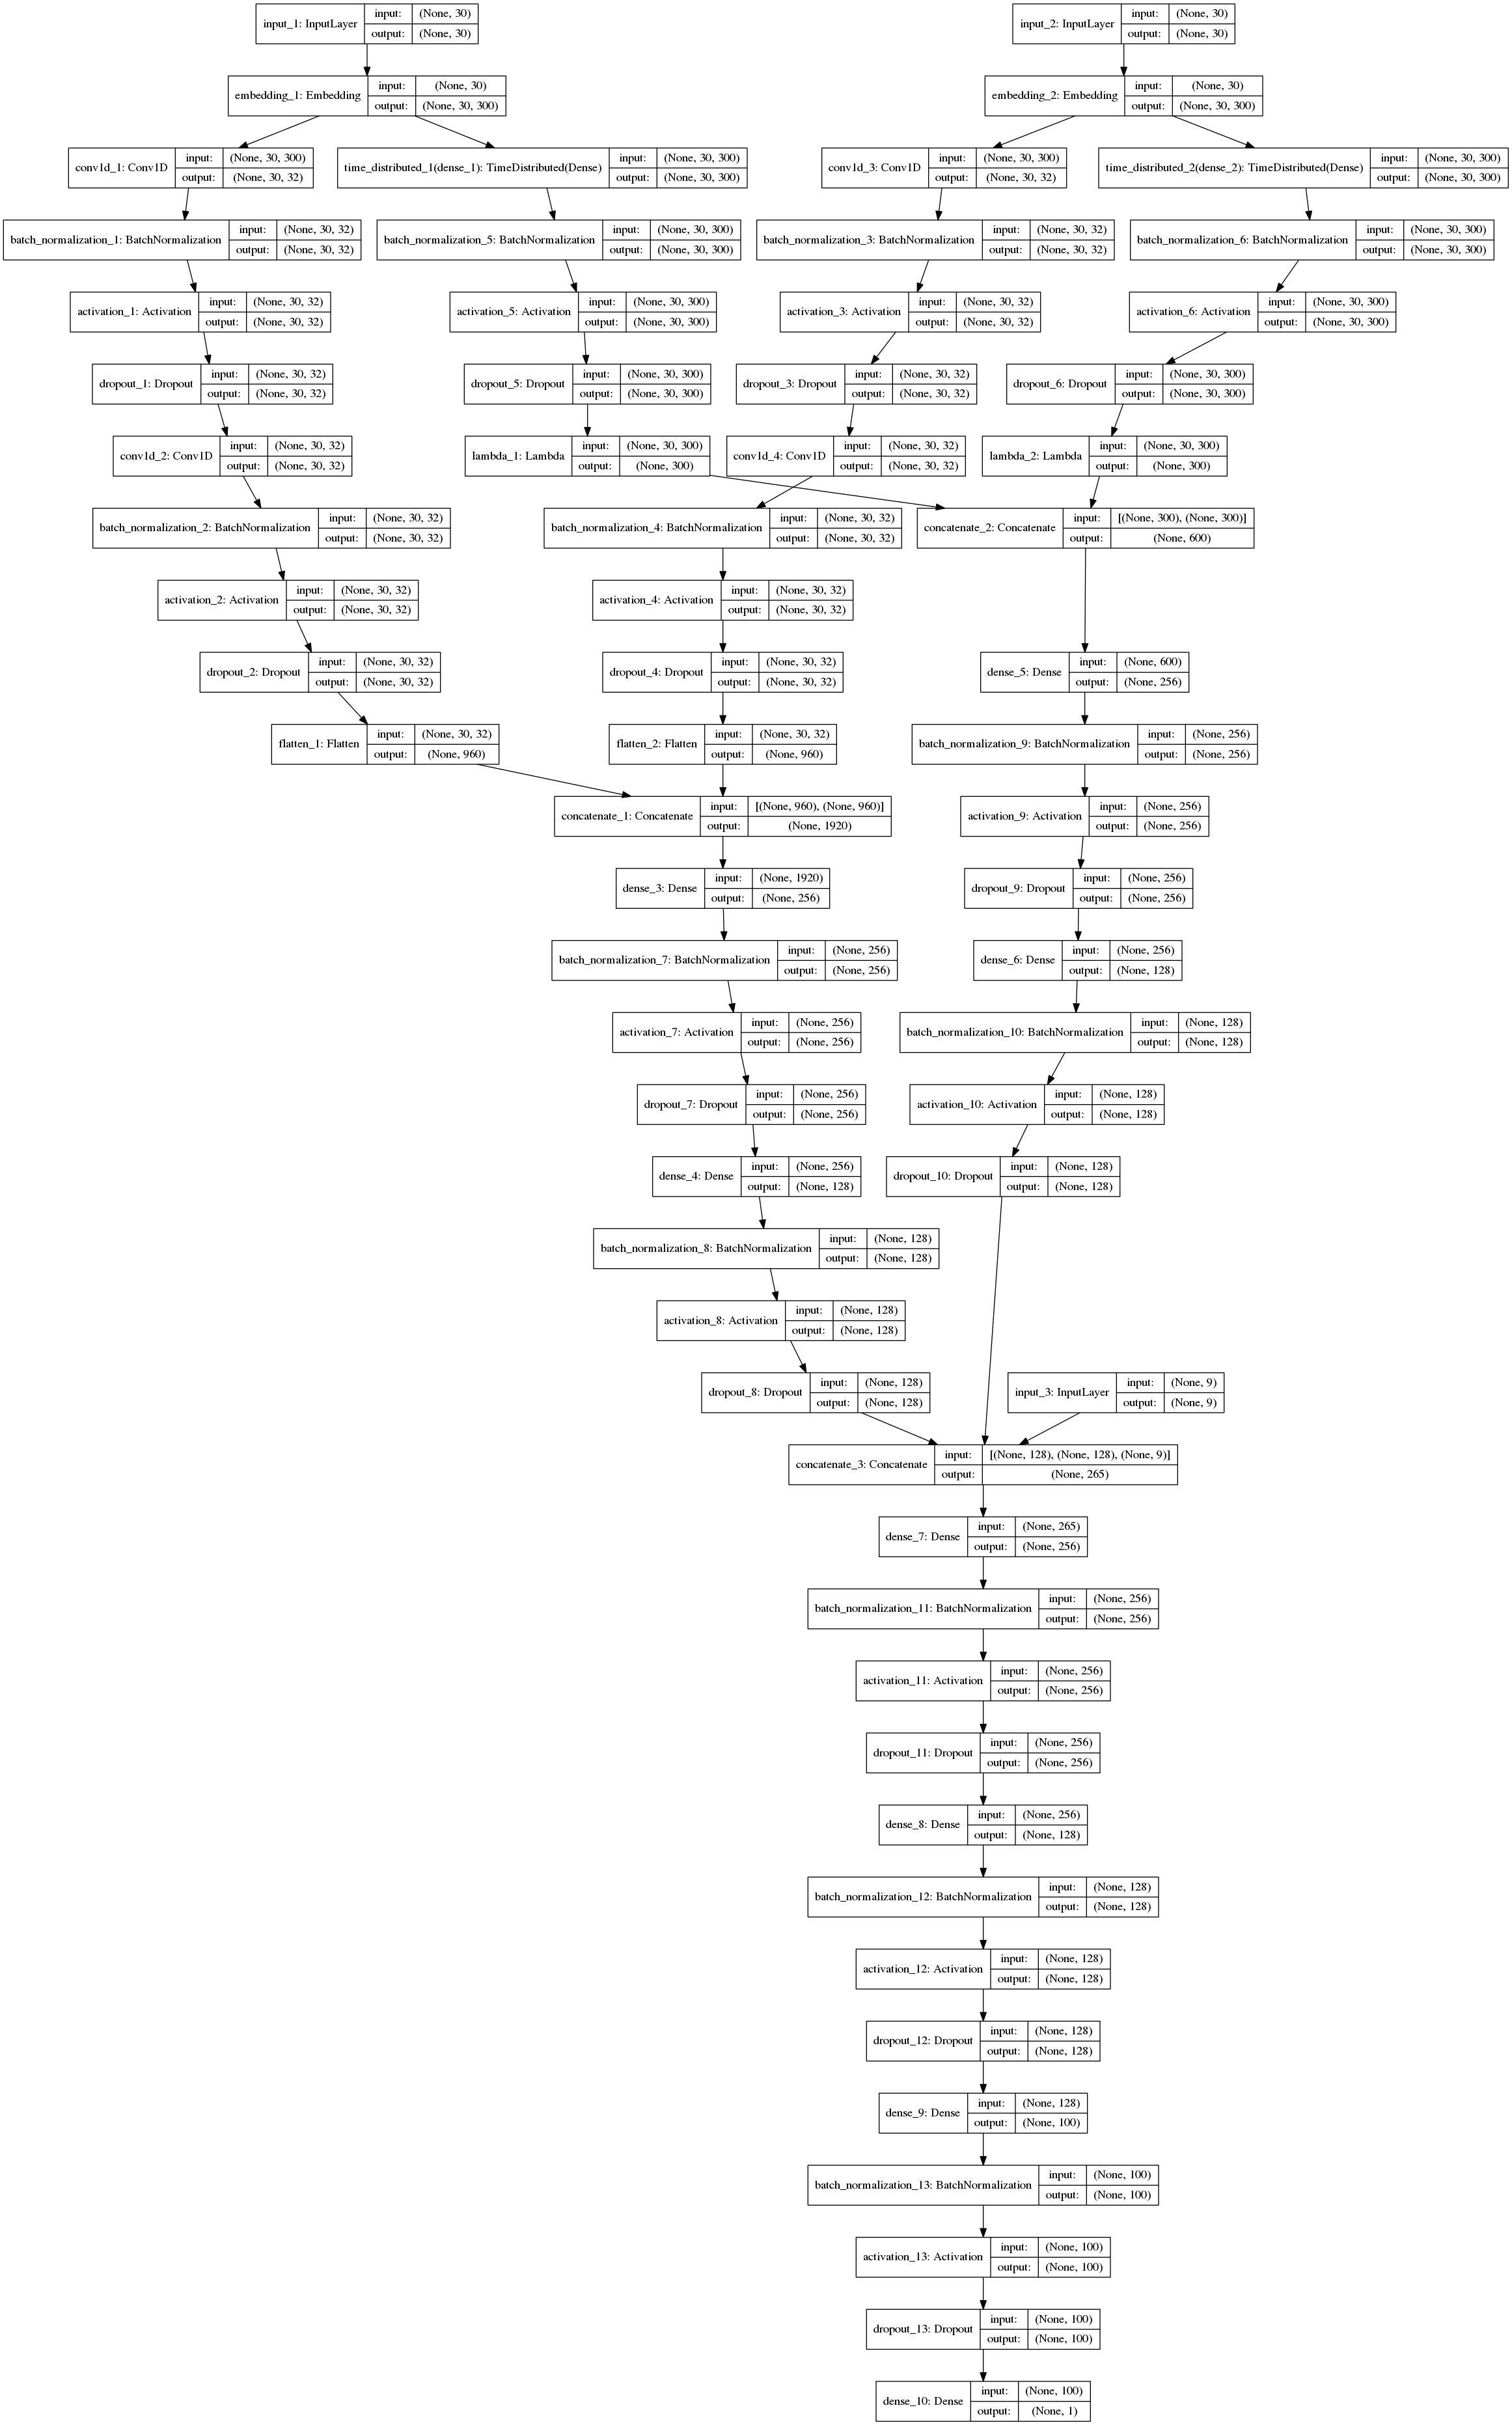 input_1: InputLayer input: (None, 30)
output: (None, 30)
input_2: InputLayer input: (None, 30)
output: (None, 30)
embedding_1: Embedding input: (None, 30)
output: (None, 30, 300)
embedding_2: Embedding input: (None, 30)
output: (None, 30, 300)
conv1d_1: Conv1D input: (None, 30, 300)
output: (None, 30, 32)
time_distributed_1(dense_1): TimeDistributed(Dense) input: (None, 30, 300)
output: (None, 30, 300)
conv1d_3: Conv1D input: (None, 30, 300)
output: (None, 30, 32)
time_distributed_2(dense_2): TimeDistributed(Dense) input: (None, 30, 300)
output: (None, 30, 300)
batch_normalization_1: BatchNormalization input: (None, 30, 32)
output: (None, 30, 32)
batch_normalization_5: BatchNormalization input: (None, 30, 300)
output: (None, 30, 300)
batch_normalization_3: BatchNormalization input: (None, 30, 32)
output: (None, 30, 32)
batch_normalization_6: BatchNormalization input: (None, 30, 300)
output: (None, 30, 300)
activation_1: Activation input: (None, 30, 32)
output: (None, 30, 32)
activation_5: Activation input: (None, 30, 300)
output: (None, 30, 300)
activation_3: Activation input: (None, 30, 32)
output: (None, 30, 32)
activation_6: Activation input: (None, 30, 300)
output: (None, 30, 300)
dropout_1: Dropout input: (None, 30, 32)
output: (None, 30, 32)
dropout_5: Dropout input: (None, 30, 300)
output: (None, 30, 300)
dropout_3: Dropout input: (None, 30, 32)
output: (None, 30, 32)
dropout_6: Dropout input: (None, 30, 300)
output: (None, 30, 300)
conv1d_2: Conv1D input: (None, 30, 32)
output: (None, 30, 32)
lambda_1: Lambda input: (None, 30, 300)
output: (None, 300)
conv1d_4: Conv1D input: (None, 30, 32)
output: (None, 30, 32)
lambda_2: Lambda input: (None, 30, 300)
output: (None, 300)
batch_normalization_2: BatchNormalization input: (None, 30, 32)
output: (None, 30, 32)
batch_normalization_4: BatchNormalization input: (None, 30, 32)
output: (None, 30, 32)
concatenate_2: Concatenate input: [(None, 300), (None, 300)]
output: (None, 600)
activation_2: Activation input: (None, 30, 32)
output: (None, 30, 32)
activation_4: Activation input: (None, 30, 32)
output: (None, 30, 32)
dropout_2: Dropout input: (None, 30, 32)
output: (None, 30, 32)
dropout_4: Dropout input: (None, 30, 32)
output: (None, 30, 32)
dense_5: Dense input: (None, 600)
output: (None, 256)
flatten_1: Flatten input: (None, 30, 32)
output: (None, 960)
flatten_2: Flatten input: (None, 30, 32)
output: (None, 960)
batch_normalization_9: BatchNormalization input: (None, 256)
output: (None, 256)
concatenate_1: Concatenate input: [(None, 960), (None, 960)]
output: (None, 1920)
activation_9: Activation input: (None, 256)
output: (None, 256)
dense_3: Dense input: (None, 1920)
output: (None, 256)
dropout_9: Dropout input: (None, 256)
output: (None, 256)
batch_normalization_7: BatchNormalization input: (None, 256)
output: (None, 256)
dense_6: Dense input: (None, 256)
output: (None, 128)
activation_7: Activation input: (None, 256)
output: (None, 256)
batch_normalization_10: BatchNormalization input: (None, 128)
output: (None, 128)
dropout_7: Dropout input: (None, 256)
output: (None, 256)
activation_10: Activation input: (None, 128)
output: (None, 128)
dense_4: Dense input: (None, 256)
output: (None, 128)
dropout_10: Dropout input: (None, 128)
output: (None, 128)
batch_normalization_8: BatchNormalization input: (None, 128)
output: (None, 128)
activation_8: Activation input: (None, 128)
output: (None, 128)
dropout_8: Dropout input: (None, 128)
output: (None, 128)
input_3: InputLayer input: (None, 9)
output: (None, 9)
concatenate_3: Concatenate input: [(None, 128), (None, 128), (None, 9)]
output: (None, 265)
dense_7: Dense input: (None, 265)
output: (None, 256)
batch_normalization_11: BatchNormalization input: (None, 256)
output: (None, 256)
activation_11: Activation input: (None, 256)
output: (None, 256)
dropout_11: Dropout input: (None, 256)
output: (None, 256)
dense_8: Dense input: (None, 256)
output: (None, 128)
batch_normalization_12: BatchNormalization input: (None, 128)
output: (None, 128)
activation_12: Activation input: (None, 128)
output: (None, 128)
dropout_12: Dropout input: (None, 128)
output: (None, 128)
dense_9: Dense input: (None, 128)
output: (None, 100)
batch_normalization_13: BatchNormalization input: (None, 100)
output: (None, 100)
activation_13: Activation input: (None, 100)
output: (None, 100)
dropout_13: Dropout input: (None, 100)
output: (None, 100)
dense_10: Dense input: (None, 100)
output: (None, 1)